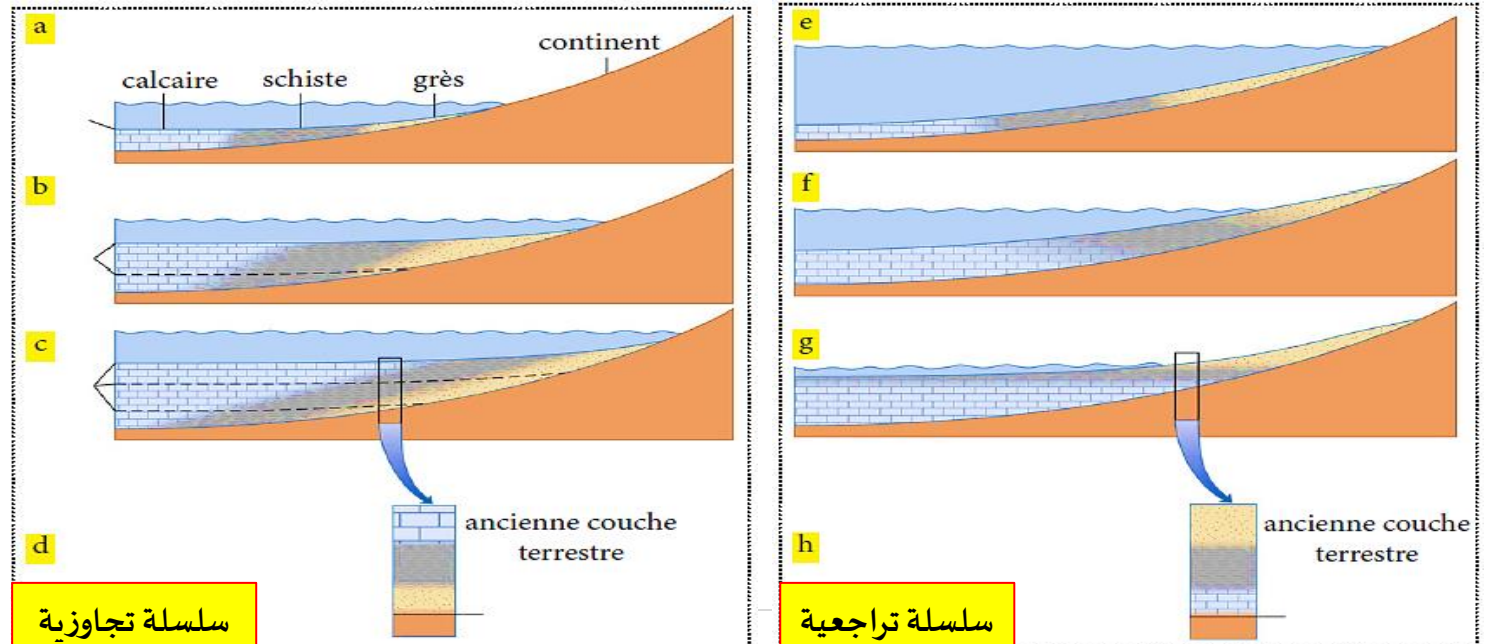 a
continent
calcaire schiste grès
b
c
d
ancienne couche
terrestre
سلسلة تجاوزية
e
f
g
h
ancienne couche
terrestre
سلسلة تراجعية